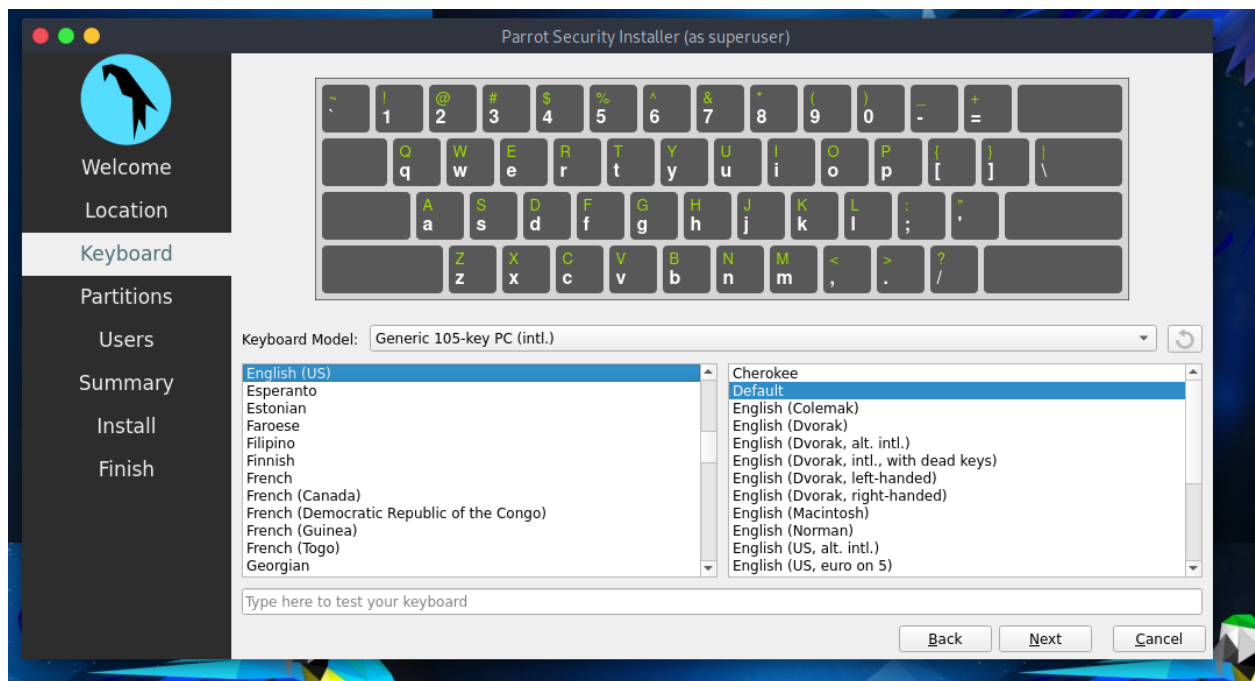 Parrot Security Installer (as superuser)
Welcome
Location
Keyboard
Partitions
Users
Summary
Install
Finish
~ ! @ # $ % ^ & * ( ) _ +
` 1 2 3 4 5 6 7 8 9 0 - =
Q W E R T Y U I O P { } |
q w e r t y u i o p [ ] \
A S D F G H J K L : "
a s d f g h j k l ; '
Z X C V B N M < > ?
z x c v b n m , . /
Keyboard Model: Generic 105-key PC (intl.)
English (US)
Esperanto
Estonian
Faroese
Filipino
Finnish
French
French (Canada)
French (Democratic Republic of the Congo)
French (Guinea)
French (Togo)
Georgian
Cherokee
Default
English (Colemak)
English (Dvorak)
English (Dvorak, alt. intl.)
English (Dvorak, intl., with dead keys)
English (Dvorak, left-handed)
English (Dvorak, right-handed)
English (Macintosh)
English (Norman)
English (US, alt. intl.)
English (US, euro on 5)
Type here to test your keyboard
Back Next Cancel